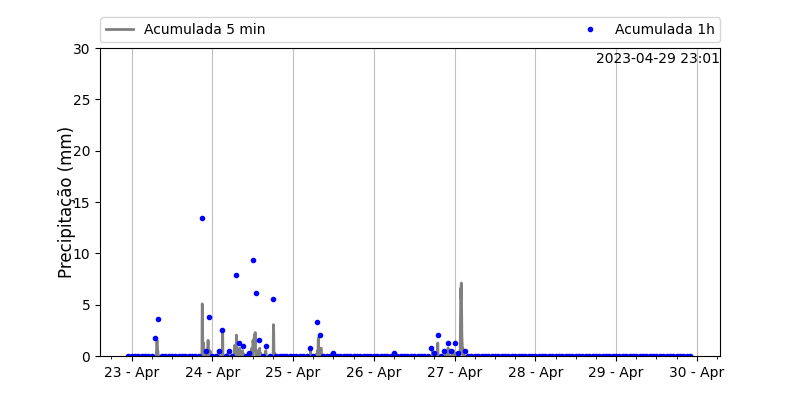 Acumulada 5 min
Acumulada 1h
2023-04-29 23:01
Precipitação (mm)
30
25
20
15
10
5
0
23 - Apr
24 - Apr
25 - Apr
26 - Apr
27 - Apr
28 - Apr
29 - Apr
30 - Apr